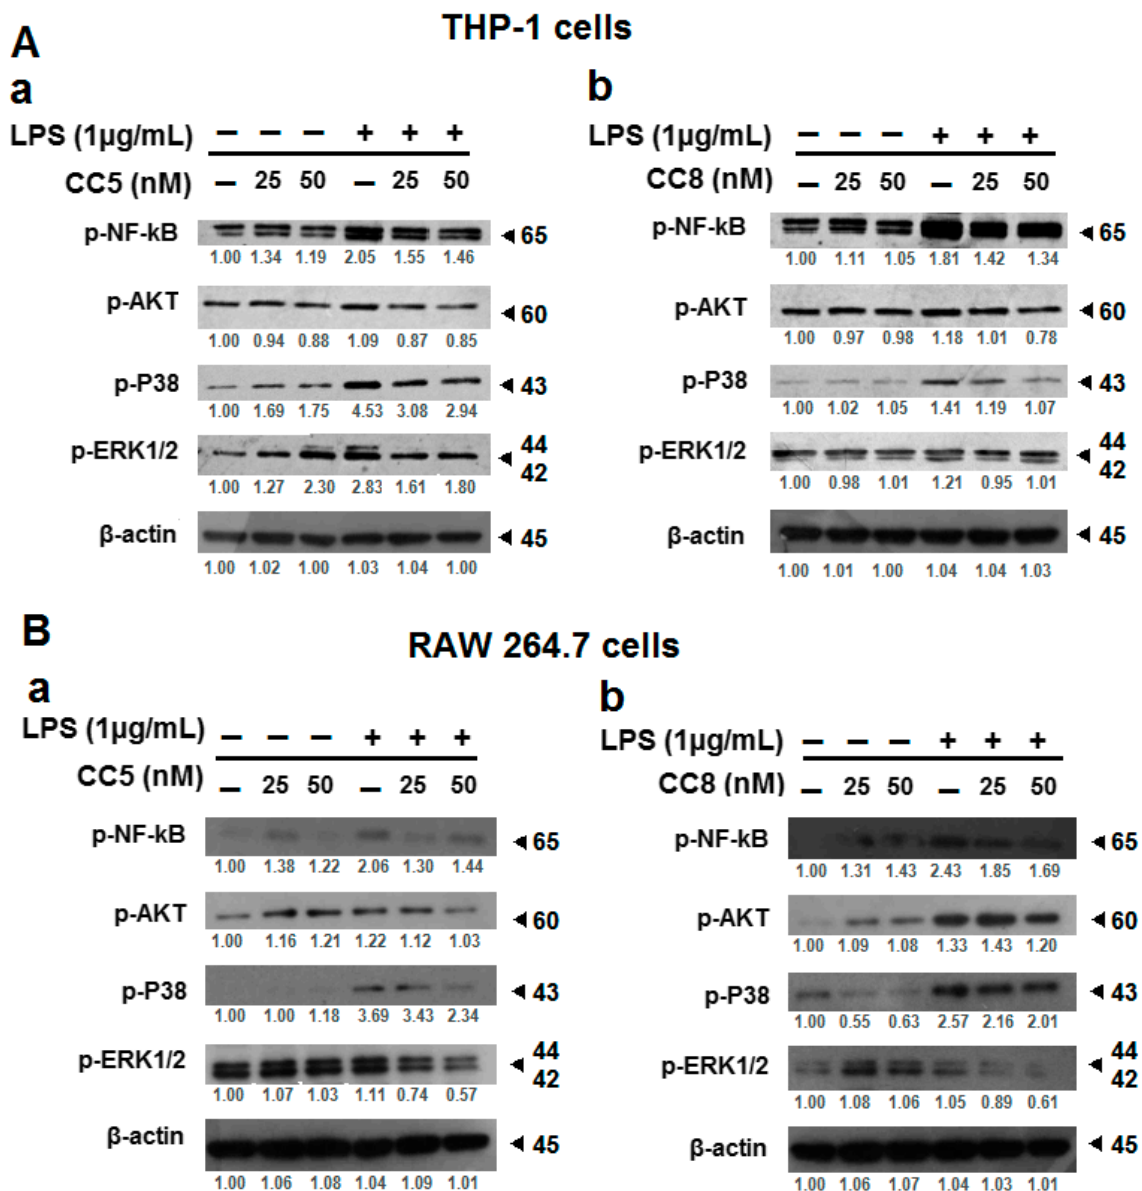 THP-1 cells
A
a
LPS (1µg/mL) – – – + + +
CC5 (nM) – 25 50 – 25 50
p-NF-kB 65
1.00 1.34 1.19 2.05 1.55 1.46
p-AKT 60
1.00 0.94 0.88 1.09 0.87 0.85
p-P38 43
1.00 1.69 1.75 4.53 3.08 2.94
p-ERK1/2 44
42
1.00 1.27 2.30 2.83 1.61 1.80
β-actin 45
1.00 1.02 1.00 1.03 1.04 1.00
b
LPS (1µg/mL) – – – + + +
CC8 (nM) – 25 50 – 25 50
p-NF-kB 65
1.00 1.11 1.05 1.81 1.42 1.34
p-AKT 60
1.00 0.97 0.98 1.18 1.01 0.78
p-P38 43
1.00 1.02 1.05 1.41 1.19 1.07
p-ERK1/2 44
42
1.00 0.98 1.01 1.21 0.95 1.01
β-actin 45
1.00 1.01 1.00 1.04 1.04 1.03
B
RAW 264.7 cells
a
LPS (1µg/mL) – – – + + +
CC5 (nM) – 25 50 – 25 50
p-NF-kB 65
1.00 1.38 1.22 2.06 1.30 1.44
p-AKT 60
1.00 1.16 1.21 1.22 1.12 1.03
p-P38 43
1.00 1.00 1.18 3.69 3.43 2.34
p-ERK1/2 44
42
1.00 1.07 1.03 1.11 0.74 0.57
β-actin 45
1.00 1.06 1.08 1.04 1.09 1.01
b
LPS (1µg/mL) – – – + + +
CC8 (nM) – 25 50 – 25 50
p-NF-kB 65
1.00 1.31 1.43 2.43 1.85 1.69
p-AKT 60
1.00 1.09 1.08 1.33 1.43 1.20
p-P38 43
1.00 0.55 0.63 2.57 2.16 2.01
p-ERK1/2 44
42
1.00 1.08 1.06 1.05 0.89 0.61
β-actin 45
1.00 1.06 1.07 1.04 1.03 1.01